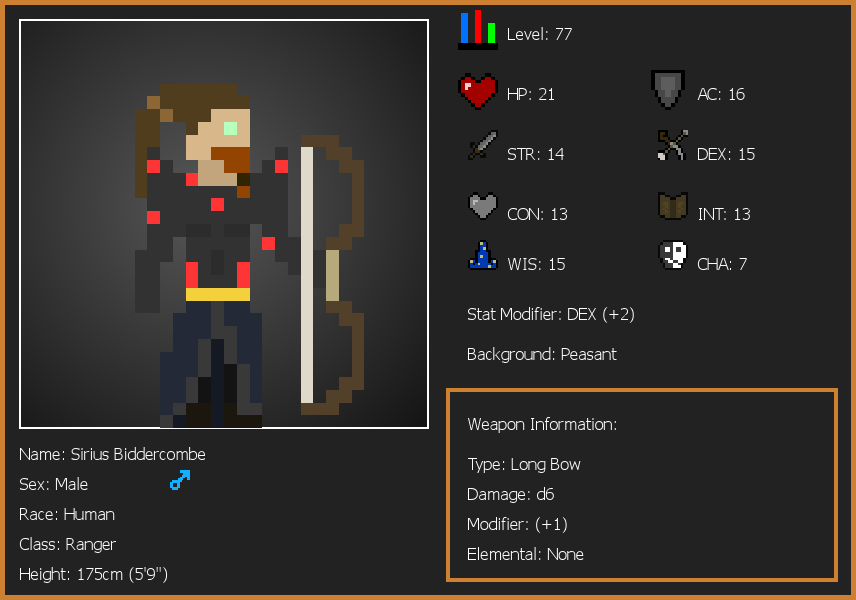 Level: 77
HP: 21
AC: 16
STR: 14
DEX: 15
CON: 13
INT: 13
WIS: 15
CHA: 7
Stat Modifier: DEX (+2)
Background: Peasant
Weapon Information:
Type: Long Bow
Damage: d6
Modifier: (+1)
Elemental: None
Name: Sirius Biddercombe
Sex: Male
Race: Human
Class: Ranger
Height: 175cm (5'9")